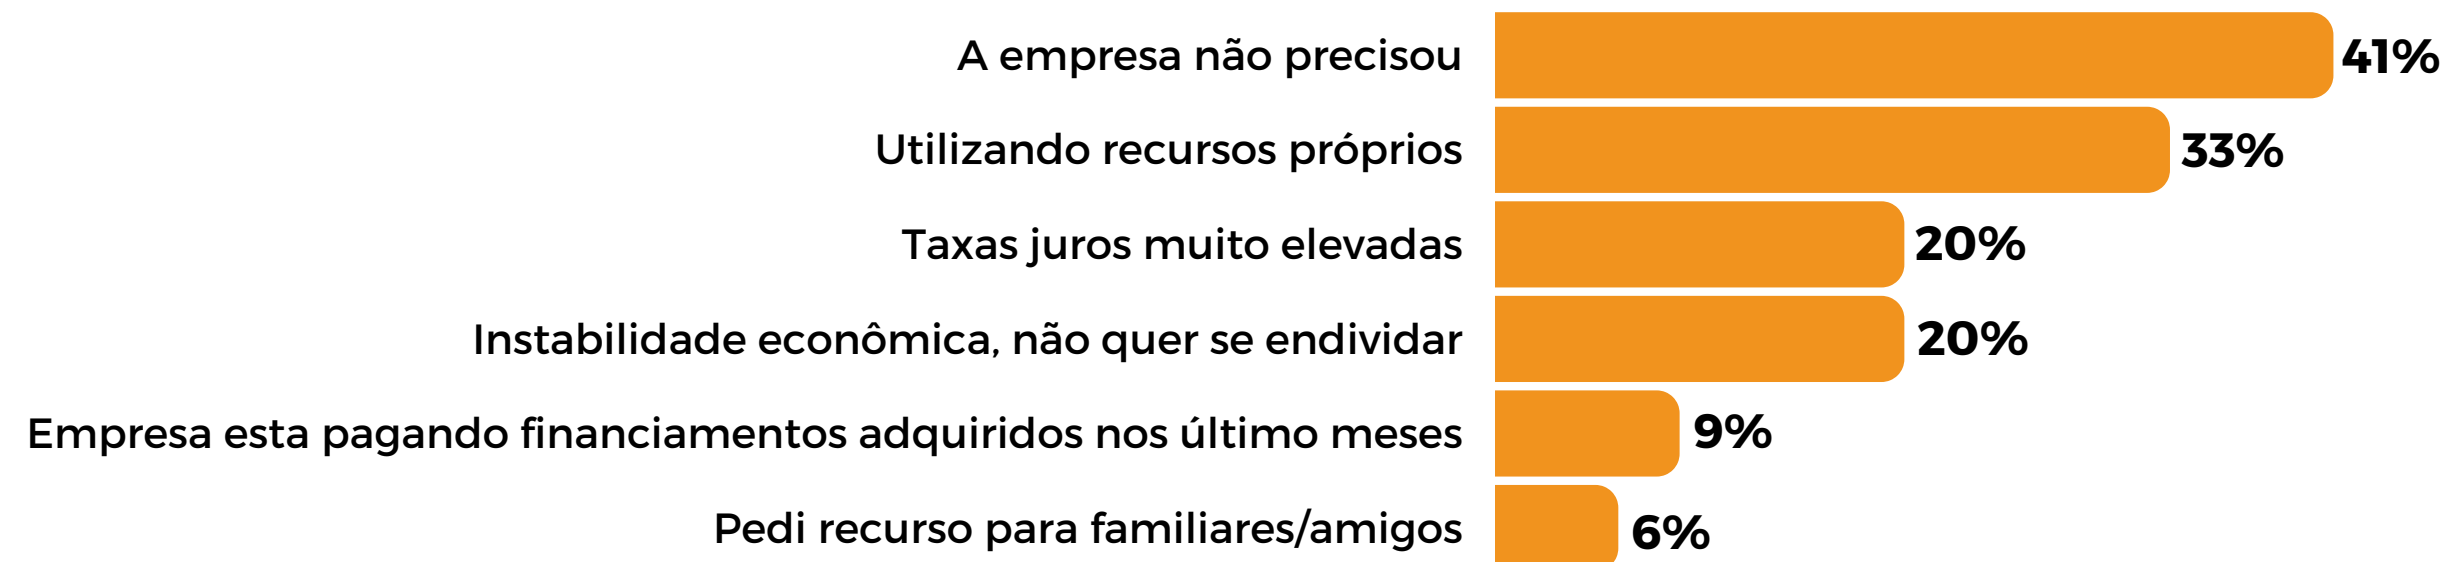 A empresa não precisou 41%
Utilizando recursos próprios 33%
Taxas juros muito elevadas 20%
Instabilidade econômica, não quer se endividar 20%
Empresa esta pagando financiamentos adquiridos nos último meses 9%
Pedi recurso para familiares/amigos 6%